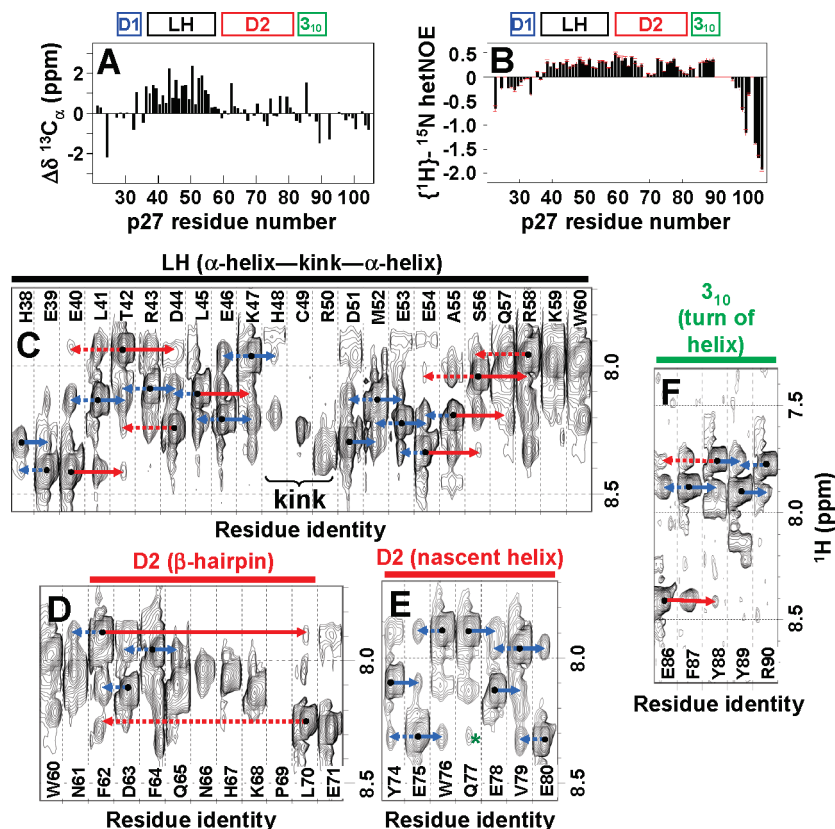 D1 LH D2 3₁₀
D1 LH D2 3₁₀
A
B
Δδ ¹³Cα (ppm)
2
0
-2
30 40 50 60 70 80 90 100
p27 residue number
{¹H}-¹⁵N hetNOE
0.5
0
-0.5
-1.0
-1.5
-2.0
30 40 50 60 70 80 90 100
p27 residue number
LH (α-helix—kink—α-helix)
C
H38 E39 E40 L41 T42 R43 D44 L45 E46 K47 H48 C49 R50 D51 M52 E53 E54 A55 S56 Q57 R58 K59 W60
8.0
8.5
kink
Residue identity
3₁₀
(turn of
helix)
F
7.5
8.0
8.5
¹H (ppm)
E86 F87 Y88 Y89 R90
Residue identity
D2 (β-hairpin)
D
8.0
8.5
W60 N61 F62 D63 F64 Q65 N66 H67 K68 P69 L70 E71
Residue identity
D2 (nascent helix)
E
*
8.0
8.5
Y74 E75 W76 Q77 E78 V79 E80
Residue identity